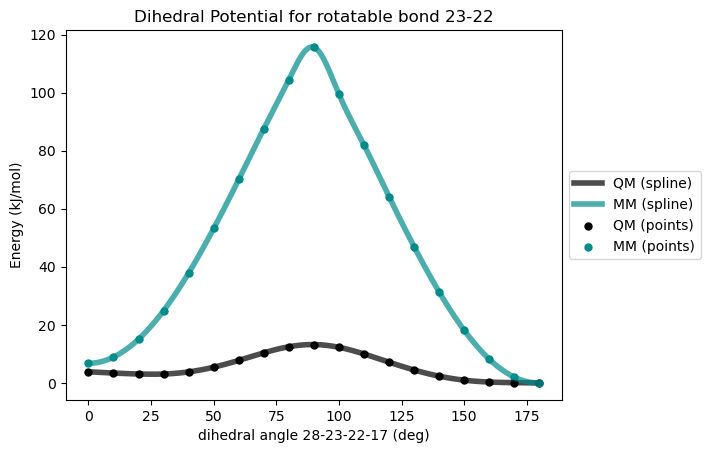 Dihedral Potential for rotatable bond 23-22
Energy (kJ/mol)
120
100
80
60
40
20
0
0 25 50 75 100 125 150 175
dihedral angle 28-23-22-17 (deg)
QM (spline)
MM (spline)
QM (points)
MM (points)